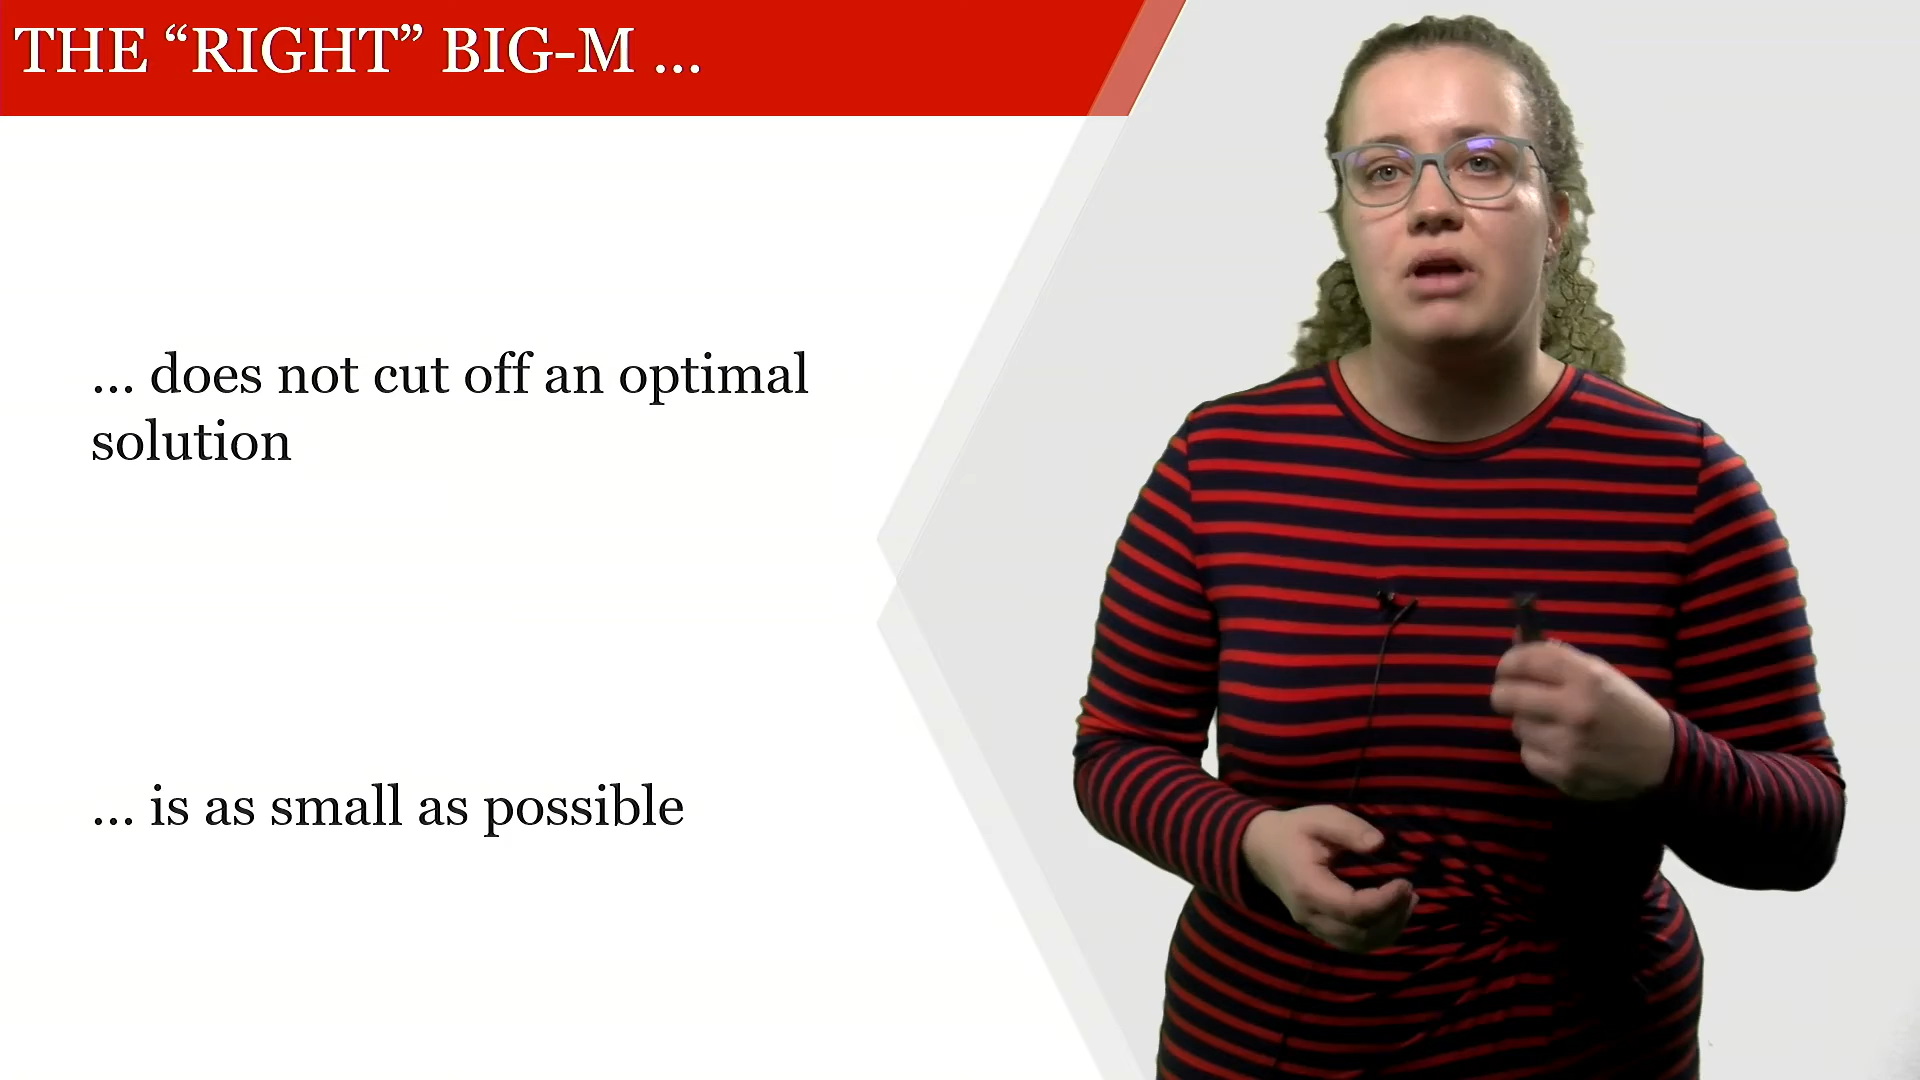 THE “RIGHT” BIG-M ...
... does not cut off an optimal
solution
... is as small as possible